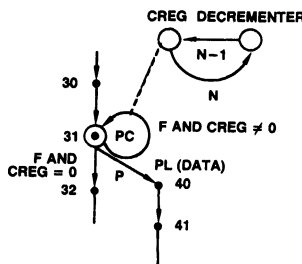 CREG DECREMENTER
N–1
N
30
31
PC
F AND CREG ≠ 0
F AND
CREG = 0
P
PL (DATA)
32
40
41